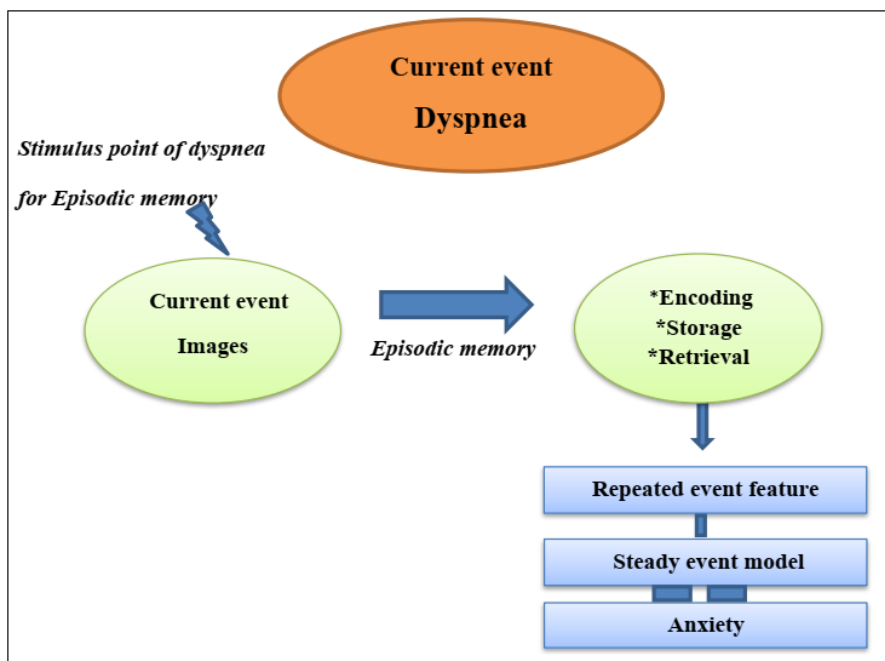 Current event
Dyspnea
Stimulus point of dyspnea
for Episodic memory
Current event
Images
Episodic memory
*Encoding
*Storage
*Retrieval
Repeated event feature
Steady event model
Anxiety